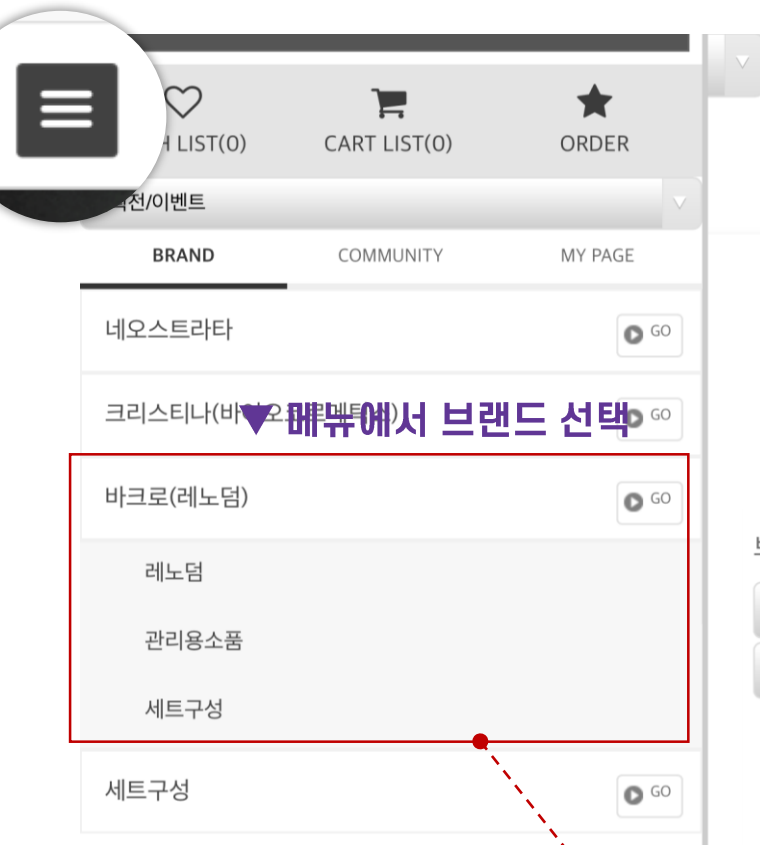 LIST(0)
CART LIST(0)
ORDER
전/이벤트
BRAND
COMMUNITY
MY PAGE
네오스트라타
GO
크리스티나(바이오
GO
▼ 메뉴에서 브랜드 선택
바크로(레노덤)
GO
레노덤
관리용소품
세트구성
세트구성
GO